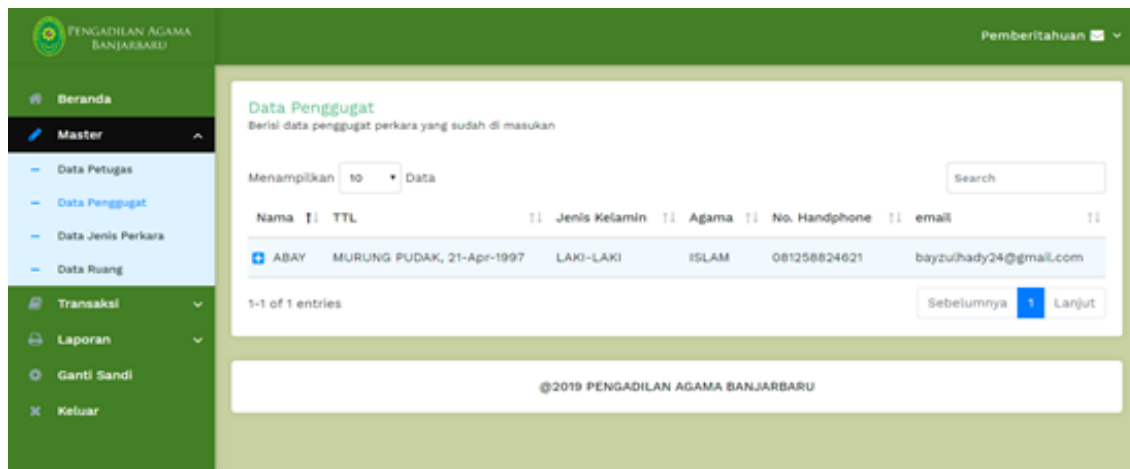 PENGADILAN AGAMA
BANJARBARU
Pemberitahuan
Beranda
Master
Data Petugas
Data Penggugat
Data Jenis Perkara
Data Ruang
Transaksi
Laporan
Ganti Sandi
Keluar
Data Penggugat
Berisi data penggugat perkara yang sudah di masukan
Menampilkan 10 Data
Search
Nama TTL Jenis Kelamin Agama No. Handphone email
ABAY MURUNG PUDAK, 21-Apr-1997 LAKI-LAKI ISLAM 081258824621 bayzulhady24@gmail.com
1-1 of 1 entries
Sebelumnya 1 Lanjut
@2019 PENGADILAN AGAMA BANJARBARU